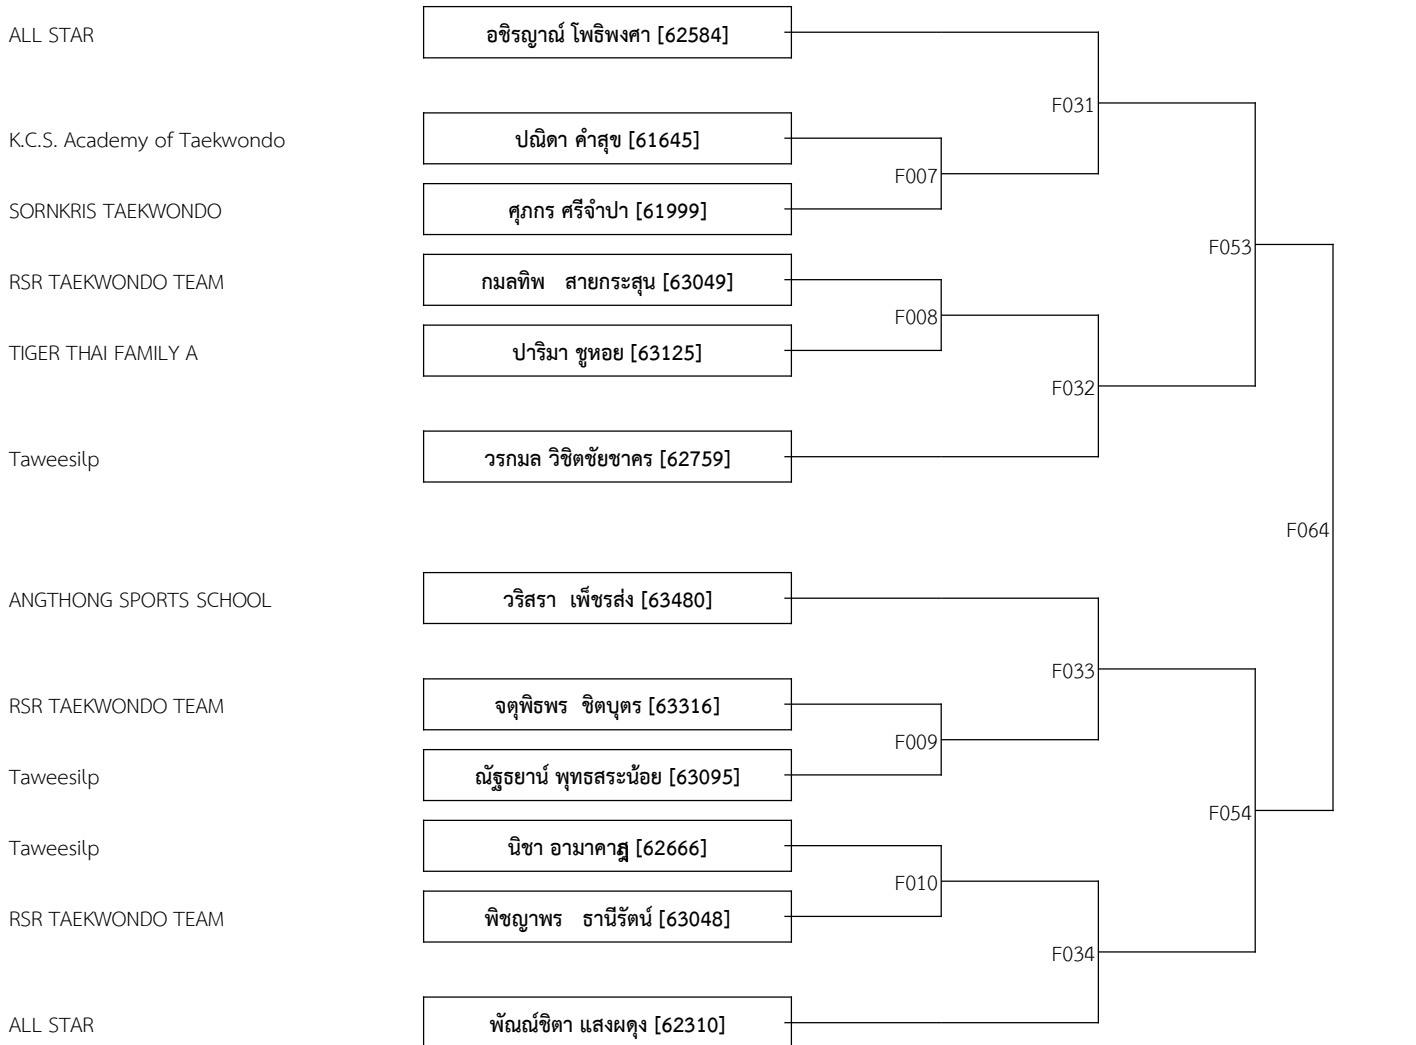 ALL STAR อชิรญาณ์ โพธิพงศา [62584]
F031
K.C.S. Academy of Taekwondo ปณิดา คำสุข [61645]
F007
SORNKRIS TAEKWONDO ศุภกร ศรีจำปา [61999]
F053
RSR TAEKWONDO TEAM กมลทิพ สายกระสุน [63049]
F008
TIGER THAI FAMILY A ปาริมา ชูหอย [63125]
F032
Taweesilp วรกมล วิชิตชัยชาคร [62759]
F064
ANGTHONG SPORTS SCHOOL วริสรา เพ็ชรส่ง [63480]
F033
RSR TAEKWONDO TEAM จตุพิธพร ชิตบุตร [63316]
F009
Taweesilp ณัฐธยาน์ พุทธสระน้อย [63095]
F054
Taweesilp นิชา [62666]
F010
RSR TAEKWONDO TEAM พิชญาพร ธานีรัตน์ [63048]
F034
ALL STAR พัณณ์ชิตา แสงผดุง [62310]